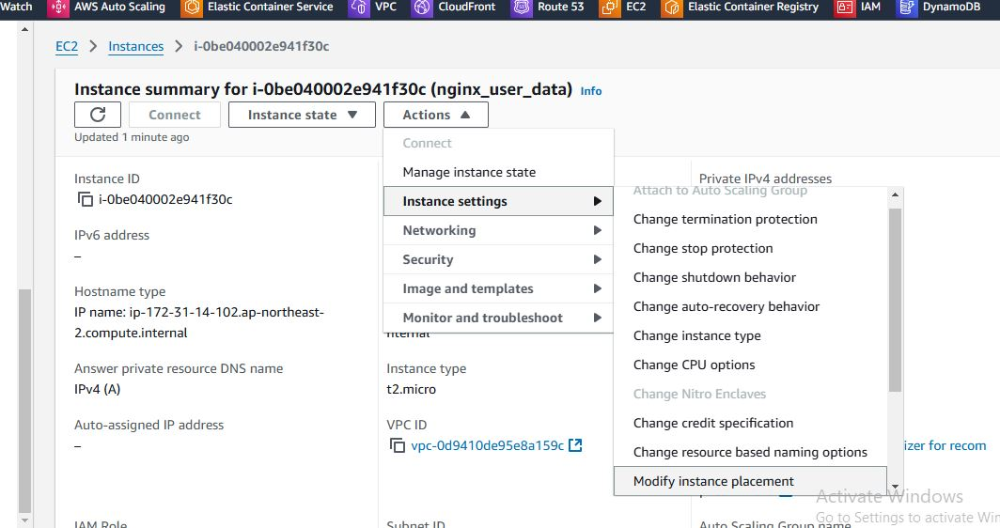 Watch AWS Auto Scaling Elastic Container Service VPC CloudFront Route 53 EC2 Elastic Container Registry IAM DynamoDB
EC2 > Instances > i-0be040002e941f30c
Instance summary for i-0be040002e941f30c (nginx_user_data) Info
Connect Instance state Actions
Updated 1 minute ago
Connect
Manage instance state
Instance settings
Networking
Security
Image and templates
Monitor and troubleshoot
Attach to Auto Scaling Group
Change termination protection
Change stop protection
Change shutdown behavior
Change auto-recovery behavior
Change instance type
Change CPU options
Change Nitro Enclaves
Change credit specification
Change resource based naming options
Modify instance placement
Instance ID
i-0be040002e941f30c
IPv6 address
–
Hostname type
IP name: ip-172-31-14-102.ap-northeast-
2.compute.internal
Answer private resource DNS name
IPv4 (A)
Auto-assigned IP address
–
IAM Role
nternal
Instance type
t2.micro
VPC ID
vpc-0d9410de95e8a159c
Subnet ID
Private IPv4 addresses
izer for recom
Auto Scaling Group name
Activate Windows
Go to Settings to activate Win